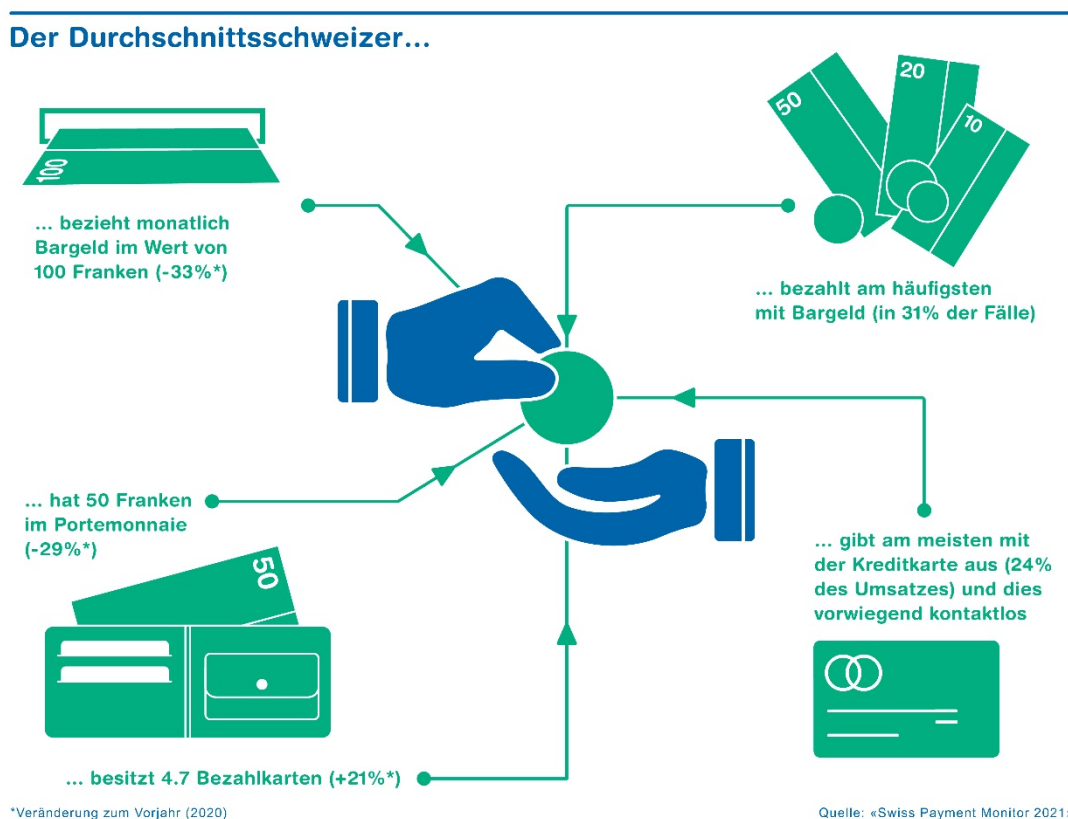 Der Durchschnittsschweizer...
100
... bezieht monatlich
Bargeld im Wert von
100 Franken (-33%*)
50
20
10
... bezahlt am häufigsten
mit Bargeld (in 31% der Fälle)
... hat 50 Franken
im Portemonnaie
(-29%*)
50
... gibt am meisten mit
der Kreditkarte aus (24%
des Umsatzes) und dies
vorwiegend kontaktlos
... besitzt 4.7 Bezahlkarten (+21%*)
*Veränderung zum Vorjahr (2020)
Quelle: «Swiss Payment Monitor 2021»